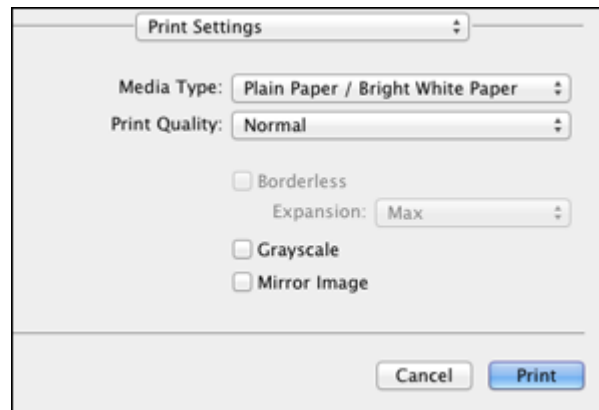 Print Settings
Media Type: Plain Paper / Bright White Paper
Print Quality: Normal
Borderless
Expansion: Max
Grayscale
Mirror Image
Cancel Print